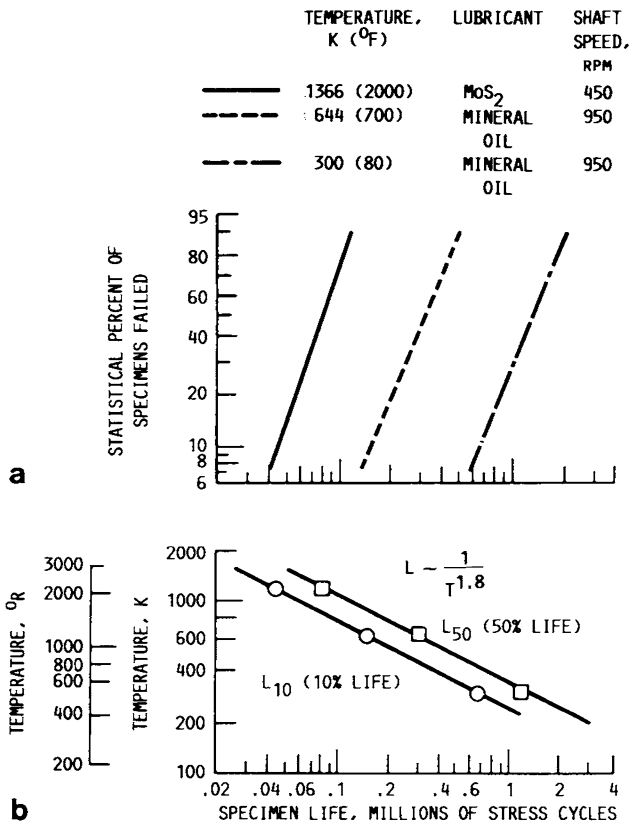 TEMPERATURE, LUBRICANT SHAFT
K (°F) SPEED,
RPM
1366 (2000) MoS2 450
644 (700) MINERAL 950
OIL
300 (80) MINERAL 950
OIL
STATISTICAL PERCENT OF
SPECIMENS FAILED
95
80
60
40
20
10
8
6
a
TEMPERATURE, °R
3000
2000
1000
800
600
400
200
TEMPERATURE, K
2000
1000
600
400
200
100
L ~ 1/T^1.8
L50 (50% LIFE)
L10 (10% LIFE)
.02 .04 .06 .1 .2 .4 .6 1 2 4
SPECIMEN LIFE, MILLIONS OF STRESS CYCLES
b